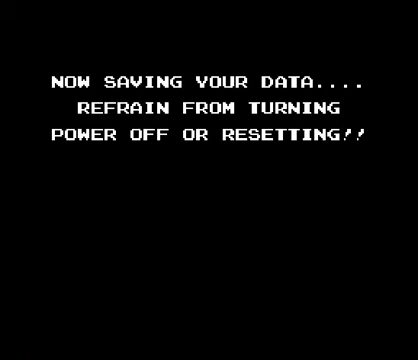 NOW SAVING YOUR DATA....
REFRAIN FROM TURNING
POWER OFF OR RESETTING!!